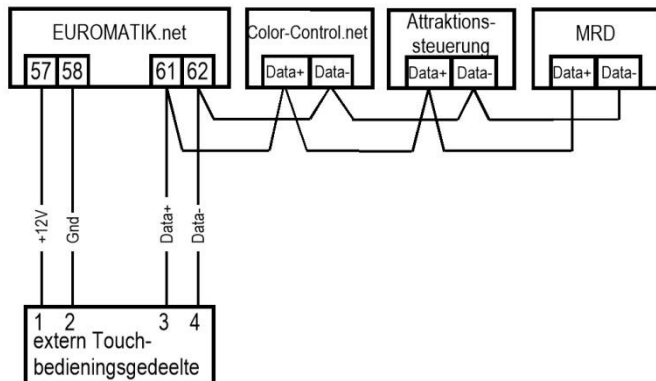 EUROMATIK.net
57 58 61 62
Color-Control.net
Data+ Data-
Attraktions-
steuerung
Data+ Data-
MRD
Data+ Data-
+12V
Gnd
Data+
Data-
1 2 3 4
extern Touch-
bedieningsgedeelte